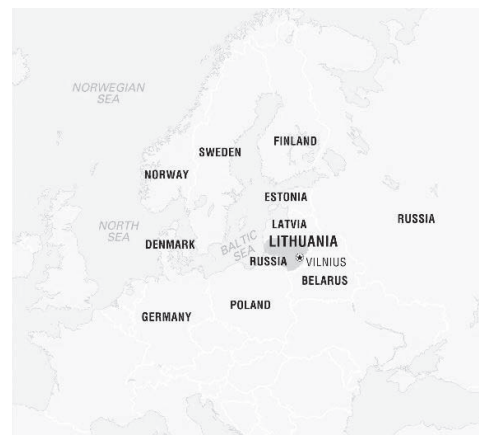 NORWEGIAN
SEA
FINLAND
SWEDEN
NORWAY
ESTONIA
RUSSIA
NORTH
SEA
LATVIA
DENMARK
BALTIC
SEA
LITHUANIA
RUSSIA
VILNIUS
BELARUS
POLAND
GERMANY